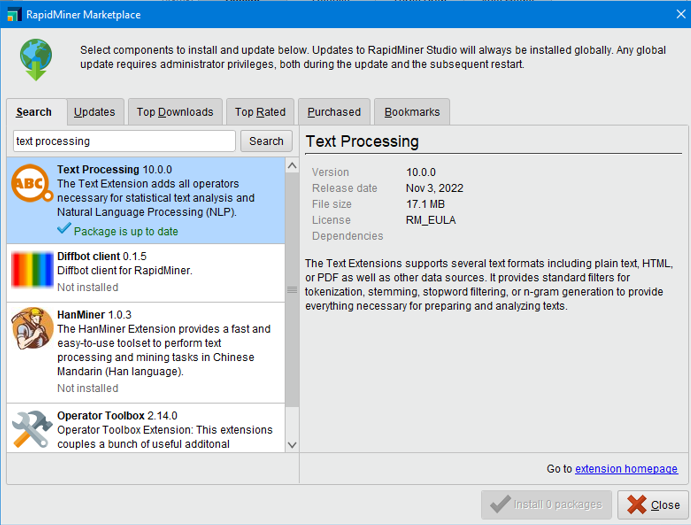 RapidMiner Marketplace
Select components to install and update below. Updates to RapidMiner Studio will always be installed globally. Any global
update requires administrator privileges, both during the update and the subsequent restart.
Search
Updates
Top Downloads
Top Rated
Purchased
Bookmarks
text processing
Search
ABC
Text Processing 10.0.0
The Text Extension adds all operators
necessary for statistical text analysis and
Natural Language Processing (NLP).
Package is up to date
Diffbot client 0.1.5
Diffbot client for RapidMiner.
Not installed
HanMiner 1.0.3
The HanMiner Extension provides a fast and
easy-to-use toolset to perform text
processing and mining tasks in Chinese
Mandarin (Han language).
Not installed
Operator Toolbox 2.14.0
Operator Toolbox Extension: This extensions
couples a bunch of useful additonal
Text Processing
Version 10.0.0
Release date Nov 3, 2022
File size 17.1 MB
License RM_EULA
Dependencies
The Text Extensions supports several text formats including plain text, HTML,
or PDF as well as other data sources. It provides standard filters for
tokenization, stemming, stopword filtering, or n-gram generation to provide
everything necessary for preparing and analyzing texts.
Go to extension homepage
Install 0 packages
Close